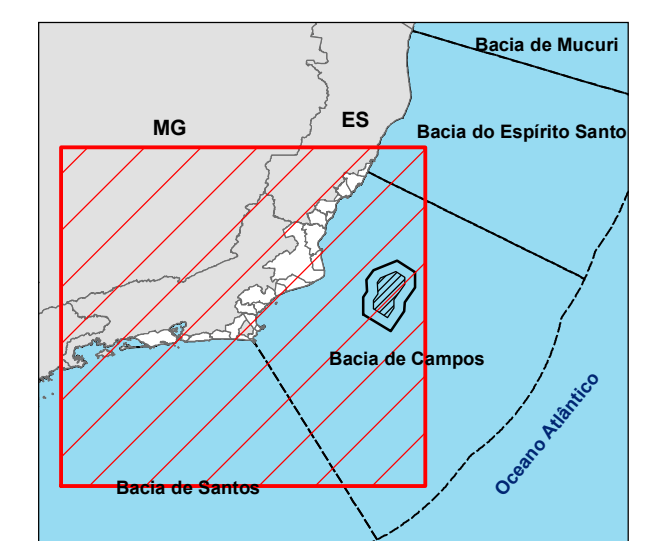 Bacia de Mucuri
ES
MG
Bacia do Espírito Santo
Bacia de Campos
Oceano Atlântico
Bacia de Santos